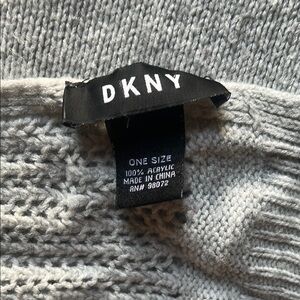 DKNY
ONE SIZE
100% ACRYLIC
MADE IN CHINA
RN# 98072